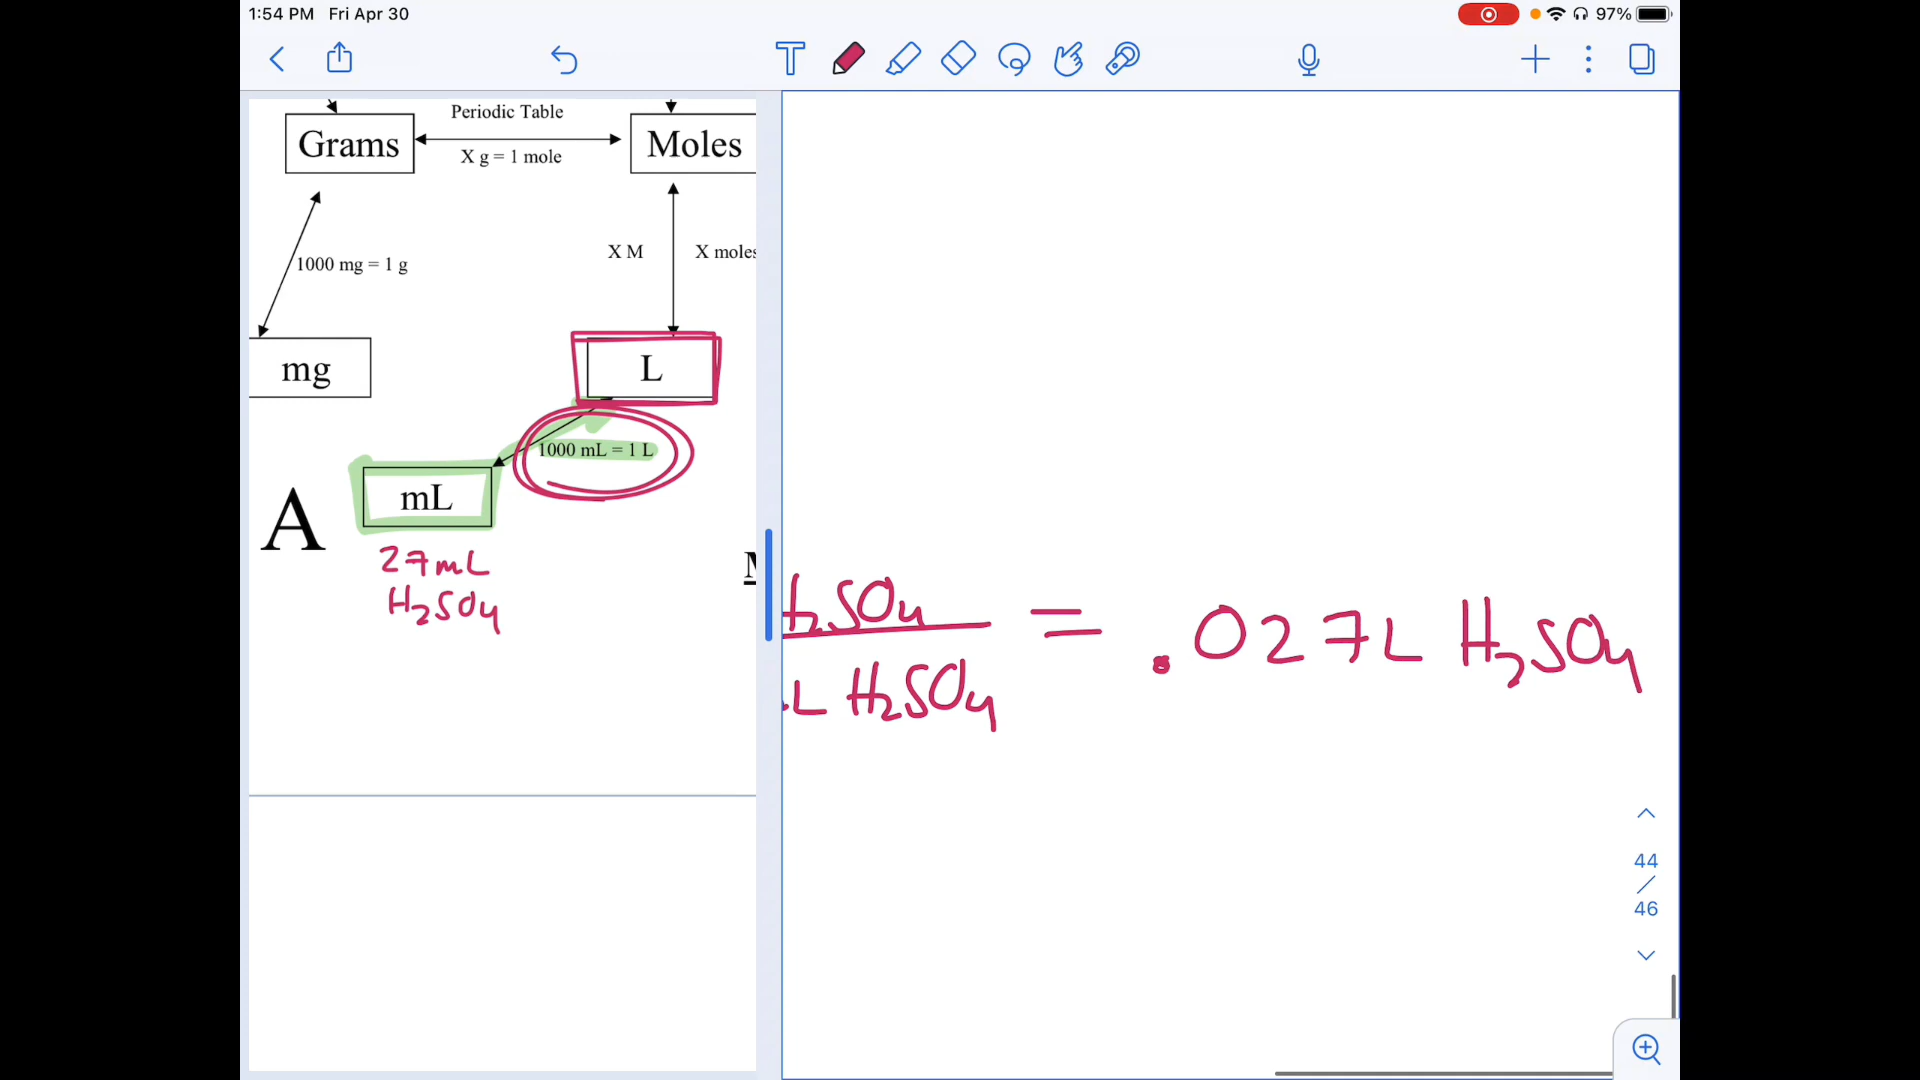 1:54 PM Fri Apr 30
97%
Periodic Table
Grams
Moles
X g = 1 mole
X M
X moles
1000 mg = 1 g
mg
L
1000 mL = 1 L
mL
A
27mL
H₂SO₄
H₂SO₄
L H₂SO₄
= .027L H₂SO₄
44
/
46